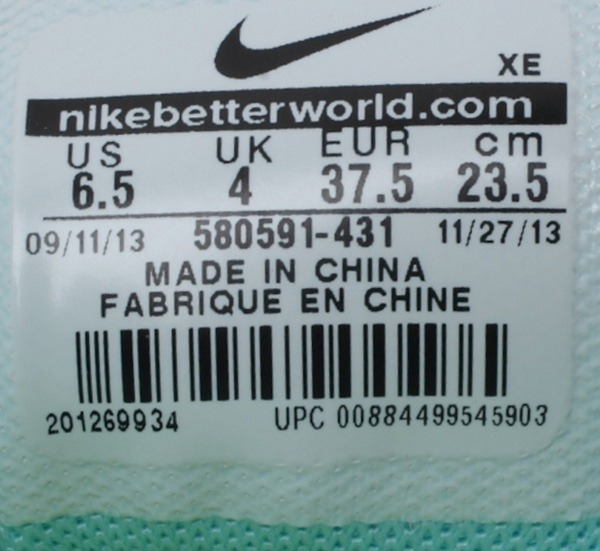 XE
nikebetterworld.com
US UK EUR cm
6.5 4 37.5 23.5
09/11/13 580591-431 11/27/13
MADE IN CHINA
FABRIQUE EN CHINE
201269934 UPC 00884499545903